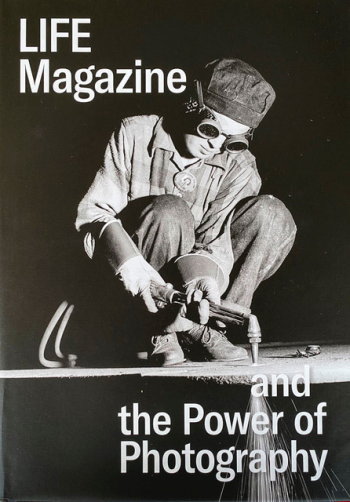 LIFE
Magazine
and
the Power of
Photography